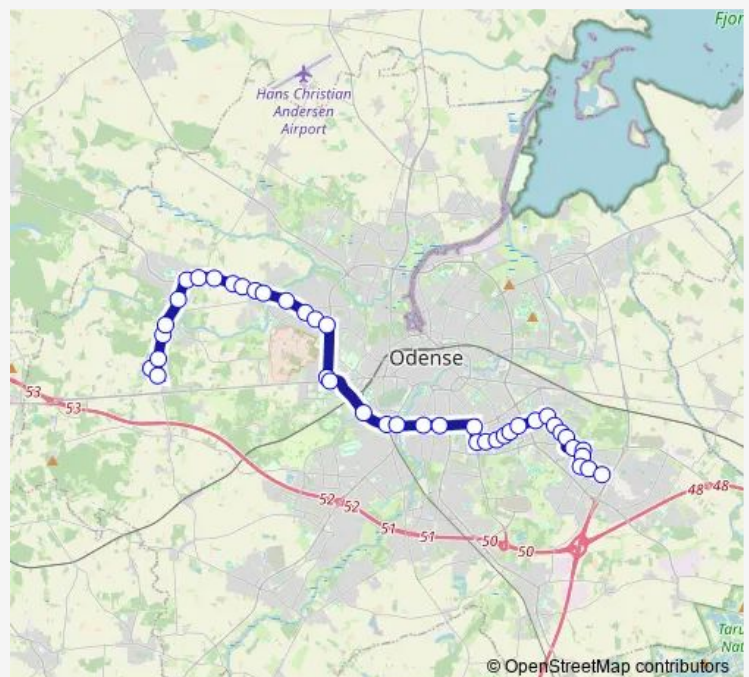 Fjor
Hans Christian
Andersen
Airport
Odense
53
53
52
52
51
51
50
50
48
48
Taru
Nat
© OpenStreetMap contributors